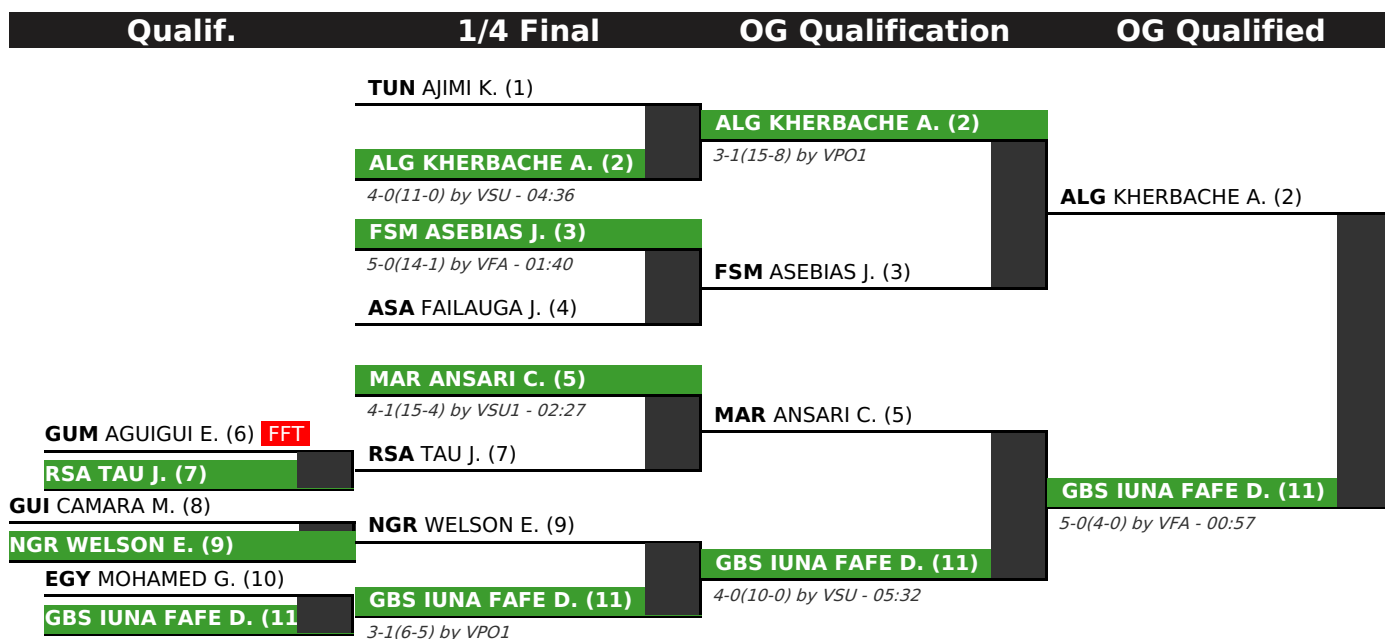 Qualif.
1/4 Final
OG Qualification
OG Qualified
GUM AGUIGUI E. (6) FFT
RSA TAU J. (7)
GUI CAMARA M. (8)
NGR WELSON E. (9)
EGY MOHAMED G. (10)
GBS IUNA FAFE D. (11
TUN AJIMI K. (1)
ALG KHERBACHE A. (2)
4-0(11-0) by VSU - 04:36
FSM ASEBIAS J. (3)
5-0(14-1) by VFA - 01:40
ASA FAILAUGA J. (4)
MAR ANSARI C. (5)
4-1(15-4) by VSU1 - 02:27
RSA TAU J. (7)
NGR WELSON E. (9)
GBS IUNA FAFE D. (11)
3-1(6-5) by VPO1
ALG KHERBACHE A. (2)
3-1(15-8) by VPO1
FSM ASEBIAS J. (3)
MAR ANSARI C. (5)
GBS IUNA FAFE D. (11)
4-0(10-0) by VSU - 05:32
ALG KHERBACHE A. (2)
GBS IUNA FAFE D. (11)
5-0(4-0) by VFA - 00:57